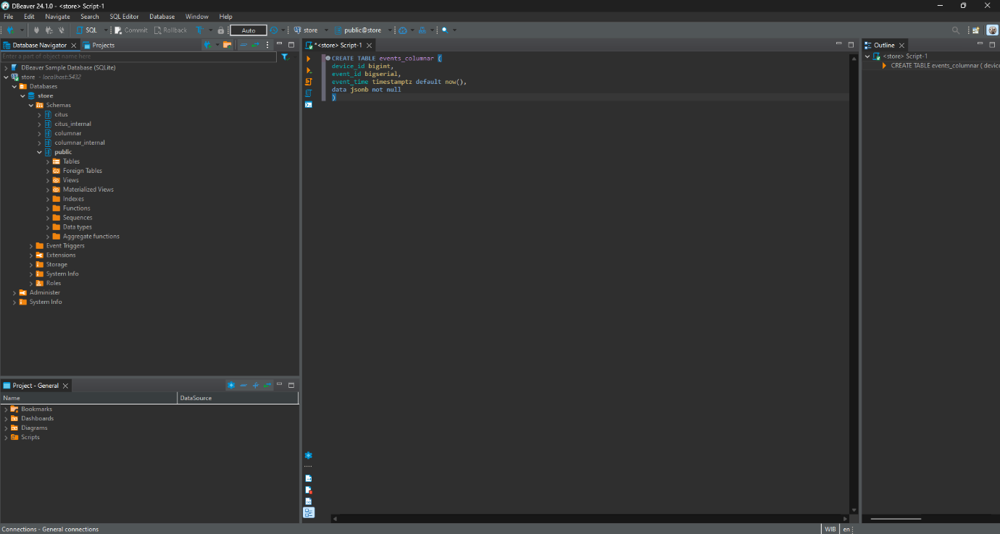 DBeaver 24.1.0 - <store> Script-1
File Edit Navigate Search SQL Editor Database Window Help
SQL Commit Rollback Auto store public@store
Database Navigator Projects
Enter a part of object name here
DBeaver Sample Database (SQLite)
store - localhost:5432
Databases
store
Schemas
citus
citus_internal
columnar
columnar_internal
public
Tables
Foreign Tables
Views
Materialized Views
Indexes
Functions
Sequences
Data types
Aggregate functions
Event Triggers
Extensions
Storage
System Info
Roles
Administer
System Info
Project - General
Name DataSource
Bookmarks
Dashboards
Diagrams
Scripts
*<store> Script-1
CREATE TABLE events_columnar (
device_id bigint,
event_id bigserial,
event_time timestamptz default now(),
data jsonb not null
)
Outline
<store> Script-1
CREATE TABLE events_columnar ( device
Connections - General connections
WIB en